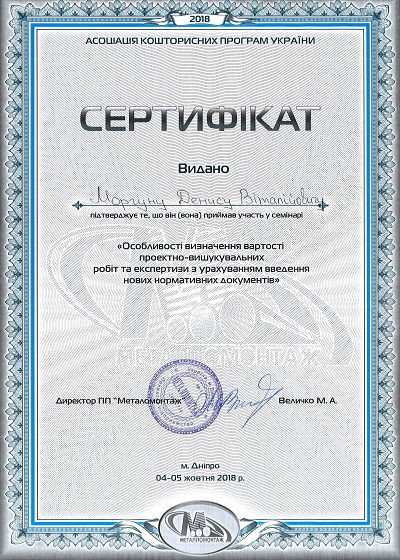 2018
АСОЦІАЦІЯ КОШТОРИСНИХ ПРОГРАМ УКРАЇНИ
СЕРТИФІКАТ
Видано
Моргуну Денису Віталійовичу
підтверджує те, що він (вона) приймав участь у семінарі
«Особливості визначення вартості
проектно-вишукувальних
робіт та експертизи з урахуванням введення
нових нормативних документів»
МЕТАЛЛОМОНТАЖ
Директор ПП "Металомонтаж"
Величко М. А.
м. Дніпро
04-05 жовтня 2018 р.
МЕТАЛЛОМОНТАЖ